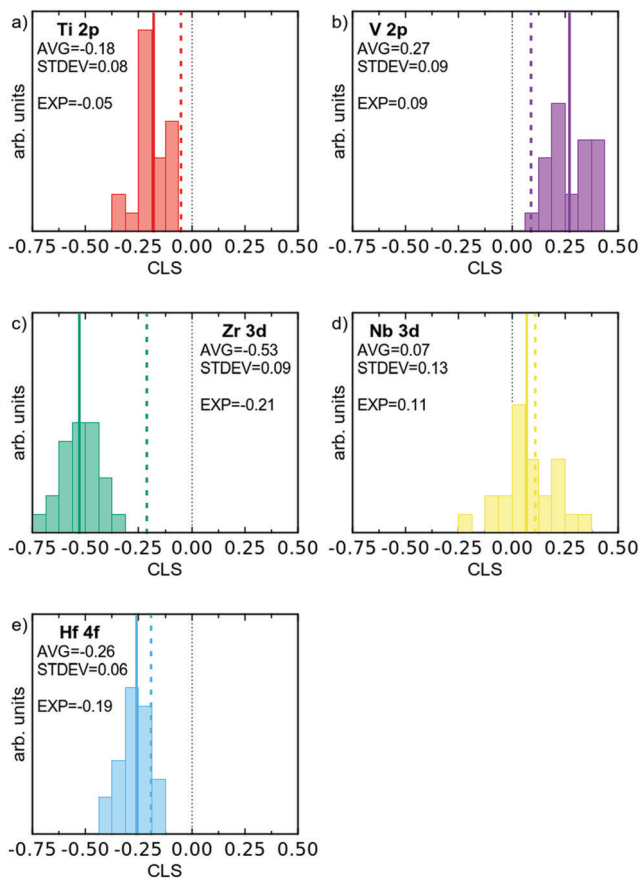 a)
Ti 2p
AVG=-0.18
STDEV=0.08
EXP=-0.05
arb. units
-0.75 -0.50 -0.25 0.00 0.25 0.50
CLS
b)
V 2p
AVG=0.27
STDEV=0.09
EXP=0.09
arb. units
-0.75 -0.50 -0.25 0.00 0.25 0.50
CLS
c)
Zr 3d
AVG=-0.53
STDEV=0.09
EXP=-0.21
arb. units
-0.75 -0.50 -0.25 0.00 0.25 0.50
CLS
d)
Nb 3d
AVG=0.07
STDEV=0.13
EXP=0.11
arb. units
-0.75 -0.50 -0.25 0.00 0.25 0.50
CLS
e)
Hf 4f
AVG=-0.26
STDEV=0.06
EXP=-0.19
arb. units
-0.75 -0.50 -0.25 0.00 0.25 0.50
CLS